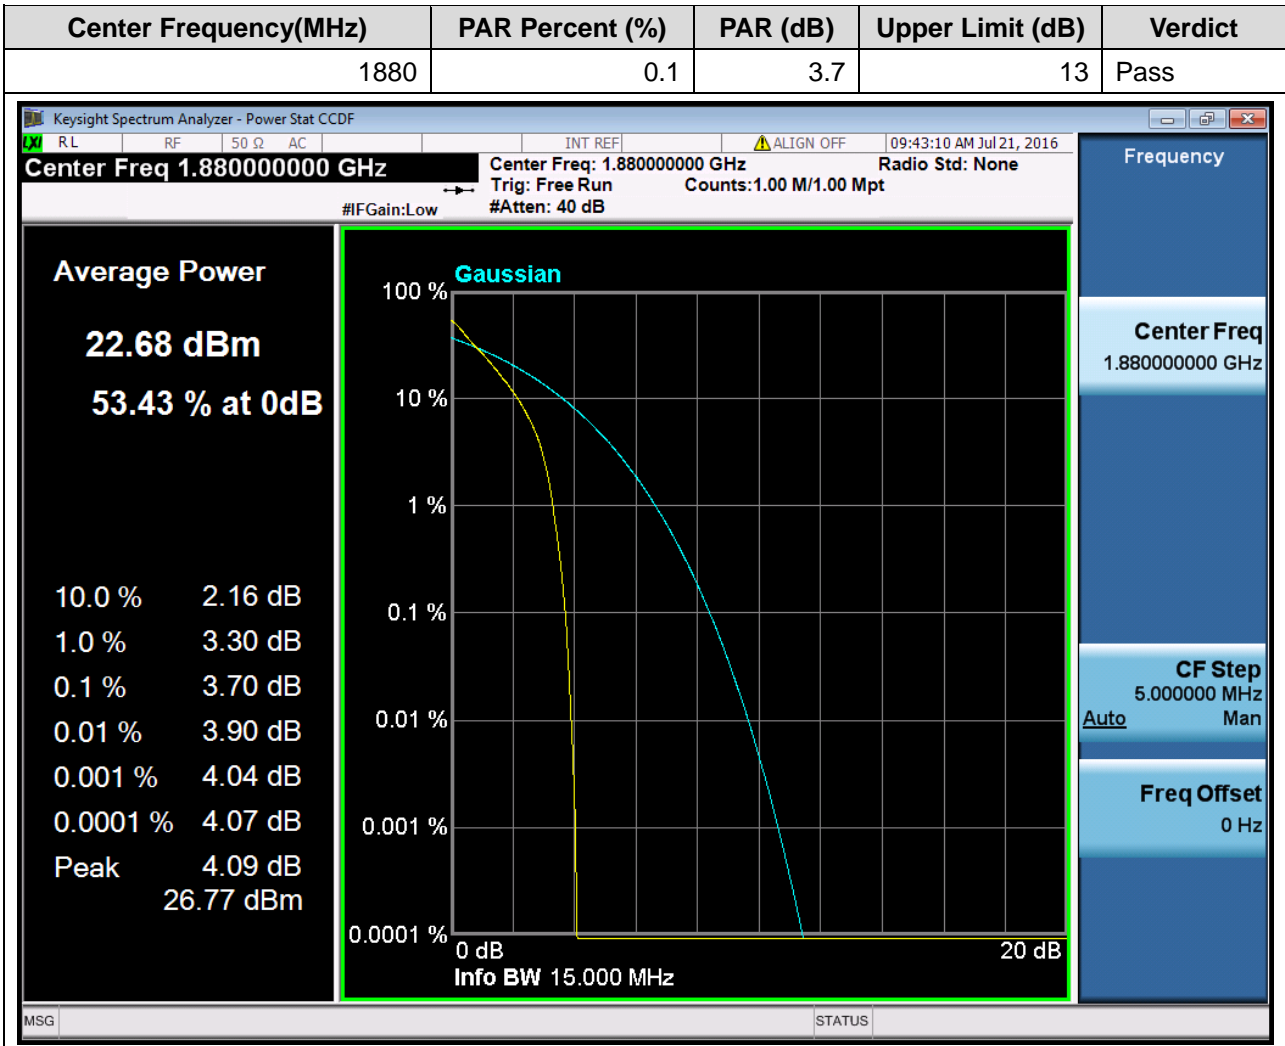 Center Frequency(MHz) PAR Percent (%) PAR (dB) Upper Limit (dB) Verdict
1880 0.1 3.7 13 Pass
Keysight Spectrum Analyzer - Power Stat CCDF
LXI RL RF 50 Ω AC INT REF ALIGN OFF 09:43:10 AM Jul 21, 2016
Center Freq 1.880000000 GHz
Center Freq: 1.880000000 GHz Radio Std: None
Trig: Free Run Counts:1.00 M/1.00 Mpt
#IFGain:Low #Atten: 40 dB
Average Power
22.68 dBm
53.43 % at 0dB
10.0 % 2.16 dB
1.0 % 3.30 dB
0.1 % 3.70 dB
0.01 % 3.90 dB
0.001 % 4.04 dB
0.0001 % 4.07 dB
Peak 4.09 dB
26.77 dBm
Gaussian
100 %
10 %
1 %
0.1 %
0.01 %
0.001 %
0.0001 %
0 dB 20 dB
Info BW 15.000 MHz
Frequency
Center Freq
1.880000000 GHz
CF Step
5.000000 MHz
Auto Man
Freq Offset
0 Hz
MSG STATUS